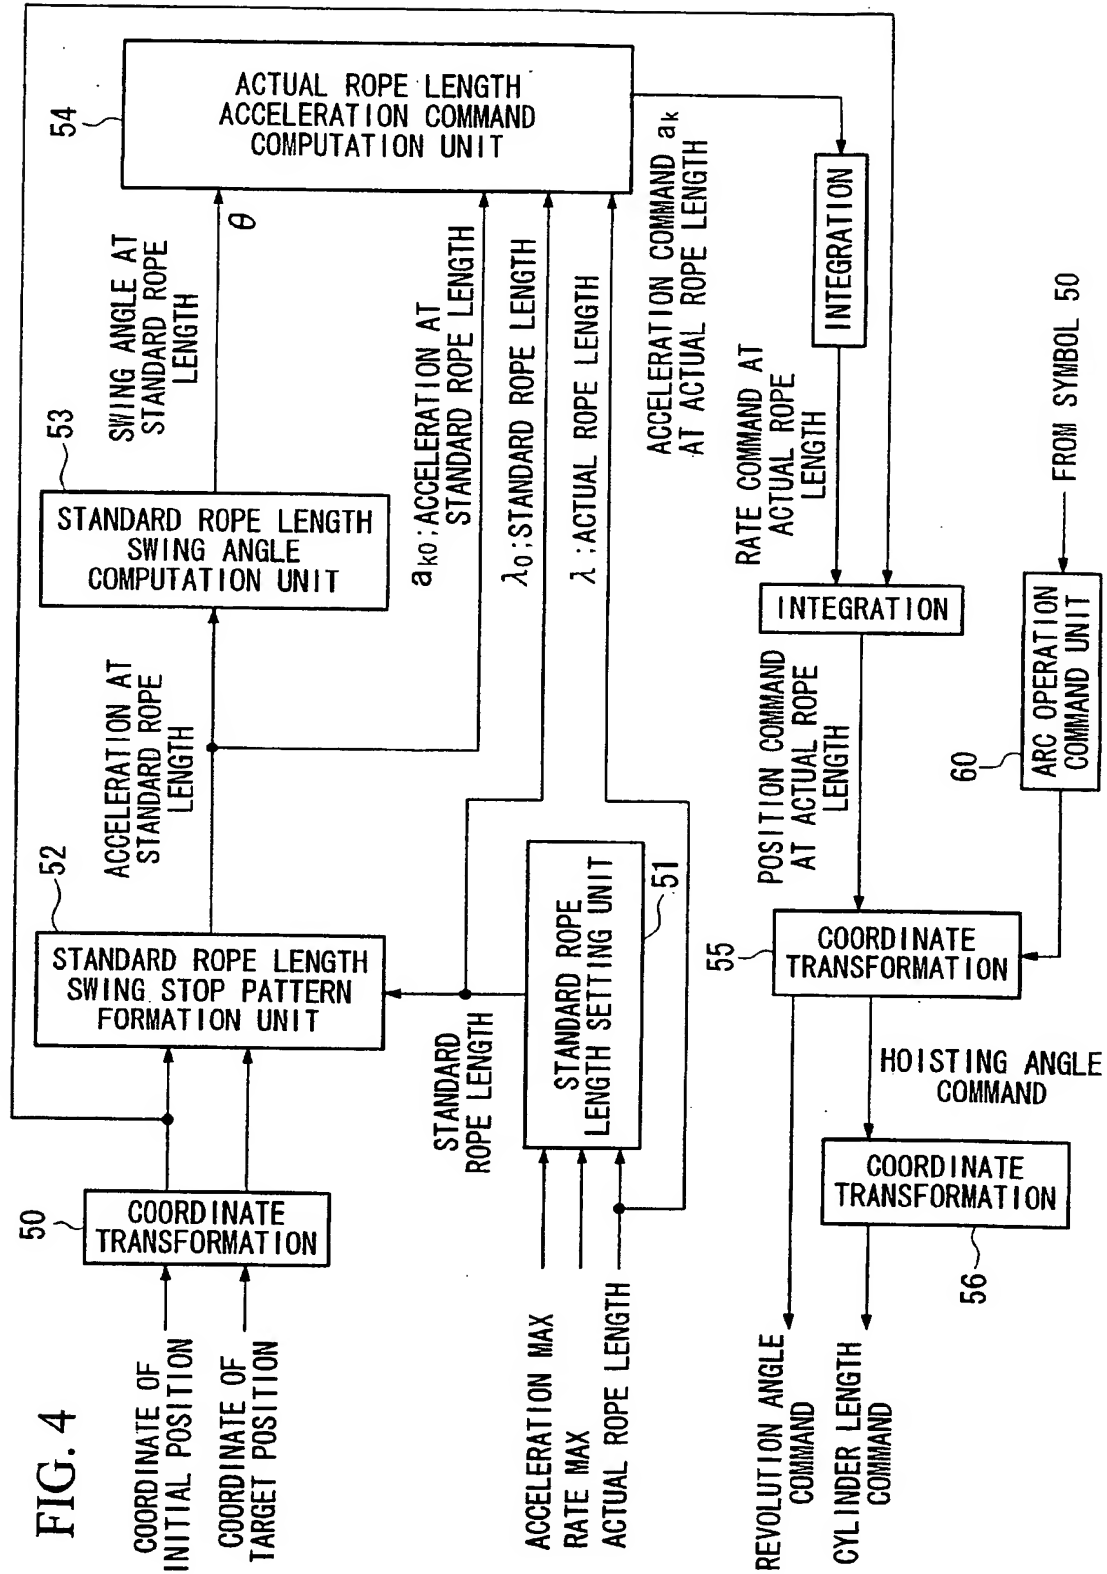 FIG. 4
COORDINATE OF
INITIAL POSITION
COORDINATE OF
TARGET POSITION
50
COORDINATE
TRANSFORMATION
52
STANDARD ROPE LENGTH
SWING STOP PATTERN
FORMATION UNIT
ACCELERATION AT
STANDARD ROPE
LENGTH
53
STANDARD ROPE LENGTH
SWING ANGLE
COMPUTATION UNIT
SWING ANGLE AT
STANDARD ROPE
LENGTH
θ
54
ACTUAL ROPE LENGTH
ACCELERATION COMMAND
COMPUTATION UNIT
ak0;ACCELERATION AT
STANDARD ROPE LENGTH
λ0;STANDARD ROPE LENGTH
λ;ACTUAL ROPE LENGTH
STANDARD
ROPE LENGTH
ACCELERATION MAX
RATE MAX
ACTUAL ROPE LENGTH
STANDARD ROPE
LENGTH SETTING UNIT
51
ACCELERATION COMMAND ak
AT ACTUAL ROPE LENGTH
INTEGRATION
RATE COMMAND AT
ACTUAL ROPE
LENGTH
INTEGRATION
POSITION COMMAND
AT ACTUAL ROPE
LENGTH
55
COORDINATE
TRANSFORMATION
HOISTING ANGLE
COMMAND
COORDINATE
TRANSFORMATION
56
REVOLUTION ANGLE
COMMAND
CYLINDER LENGTH
COMMAND
60
ARC OPERATION
COMMAND UNIT
FROM SYMBOL 50